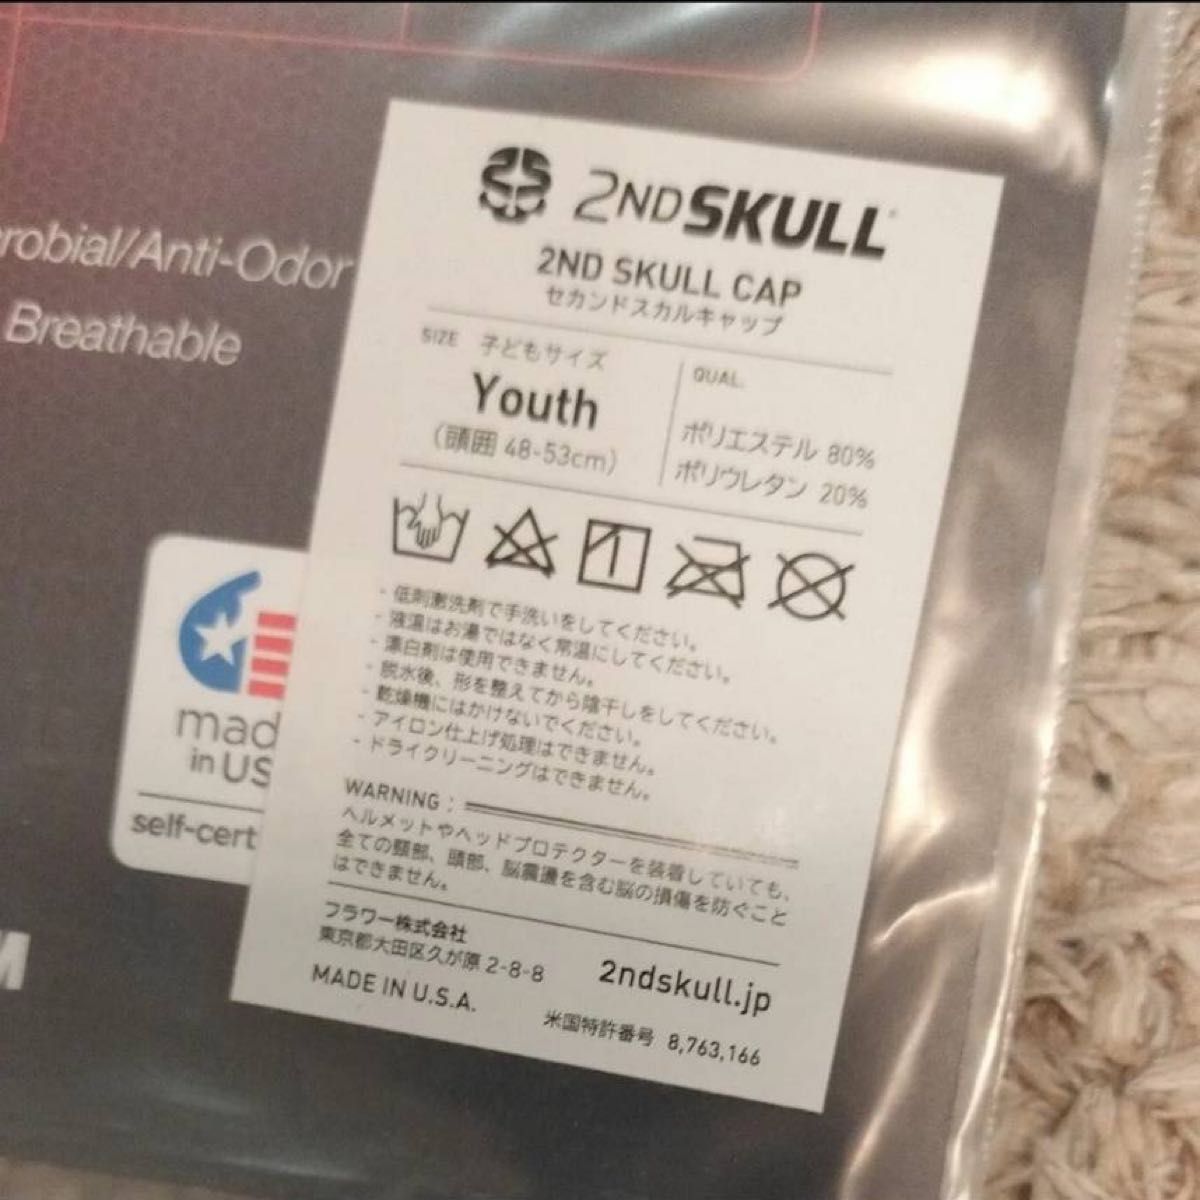 robial/Anti-Odor
Breathable
2NDSKULL
2ND SKULL CAP
セカンドスカルキャップ
SIZE 子どもサイズ
Youth
(頭囲 48-53cm)
QUAL.
ポリエステル 80%
ポリウレタン 20%
・低刺激洗剤で手洗いをしてください。
・液温はお湯ではなく常温にしてください。
・漂白剤は使用できません。
・脱水後、形を整えてから陰干しをしてください。
・乾燥機にはかけないでください。
・アイロン仕上げ処理はできません。
・ドライクリーニングはできません。
WARNING :
ヘルメットやヘッドプロテクターを装着していても、
全ての頸部、頭部、脳震盪を含む脳の損傷を防ぐこと
はできません。
フラワー株式会社
東京都大田区久が原 2-8-8
2ndskull.jp
MADE IN U.S.A.
米国特許番号 8,763,166
mad
in US
self-cert
M